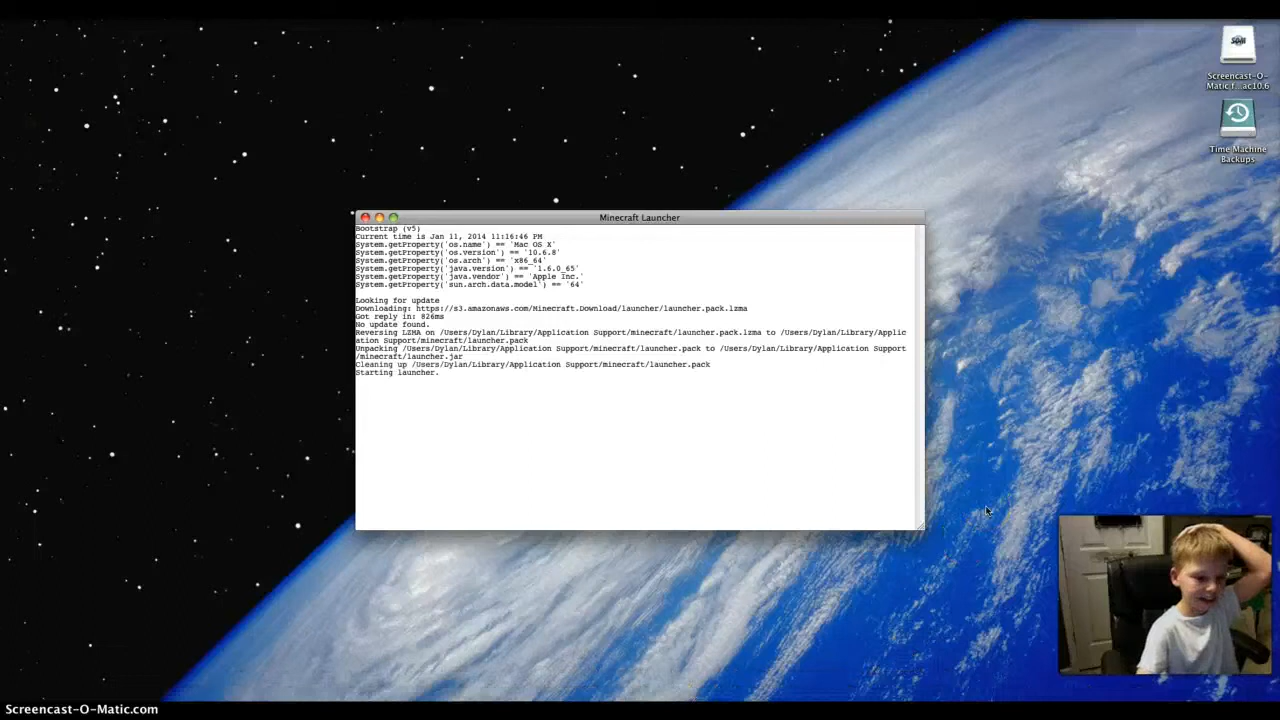 Screencast-O-
Matic f...ac10.6
Time Machine
Backups
Minecraft Launcher
Bootstrap (v5)
Current time is Jan 11, 2014 11:16:46 PM
System.getProperty('os.name') == 'Mac OS X'
System.getProperty('os.version') == '10.6.8'
System.getProperty('os.arch') == 'x86_64'
System.getProperty('java.version') == '1.6.0_65'
System.getProperty('java.vendor') == 'Apple Inc.'
System.getProperty('sun.arch.data.model') == '64'
Looking for update
Downloading: https://s3.amazonaws.com/Minecraft.Download/launcher/launcher.pack.lzma
Got reply in: 826ms
No update found.
Reversing LZMA on /Users/Dylan/Library/Application Support/minecraft/launcher.pack.lzma to /Users/Dylan/Library/Applic
ation Support/minecraft/launcher.pack
Unpacking /Users/Dylan/Library/Application Support/minecraft/launcher.pack to /Users/Dylan/Library/Application Support
/minecraft/launcher.jar
Cleaning up /Users/Dylan/Library/Application Support/minecraft/launcher.pack
Starting launcher.
Screencast-O-Matic.com